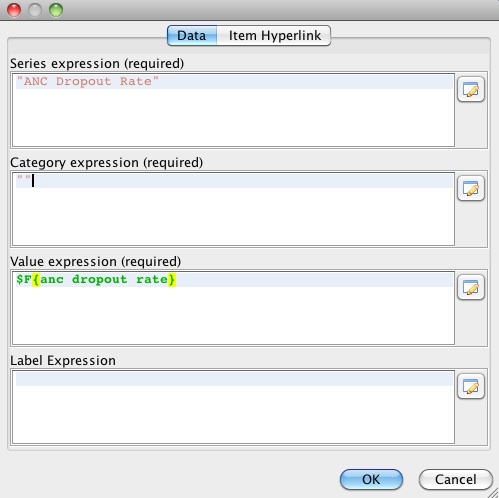 Data Item Hyperlink
Series expression (required)
"ANC Dropout Rate"
Category expression (required)
""
Value expression (required)
$F{anc dropout rate}
Label Expression
OK Cancel